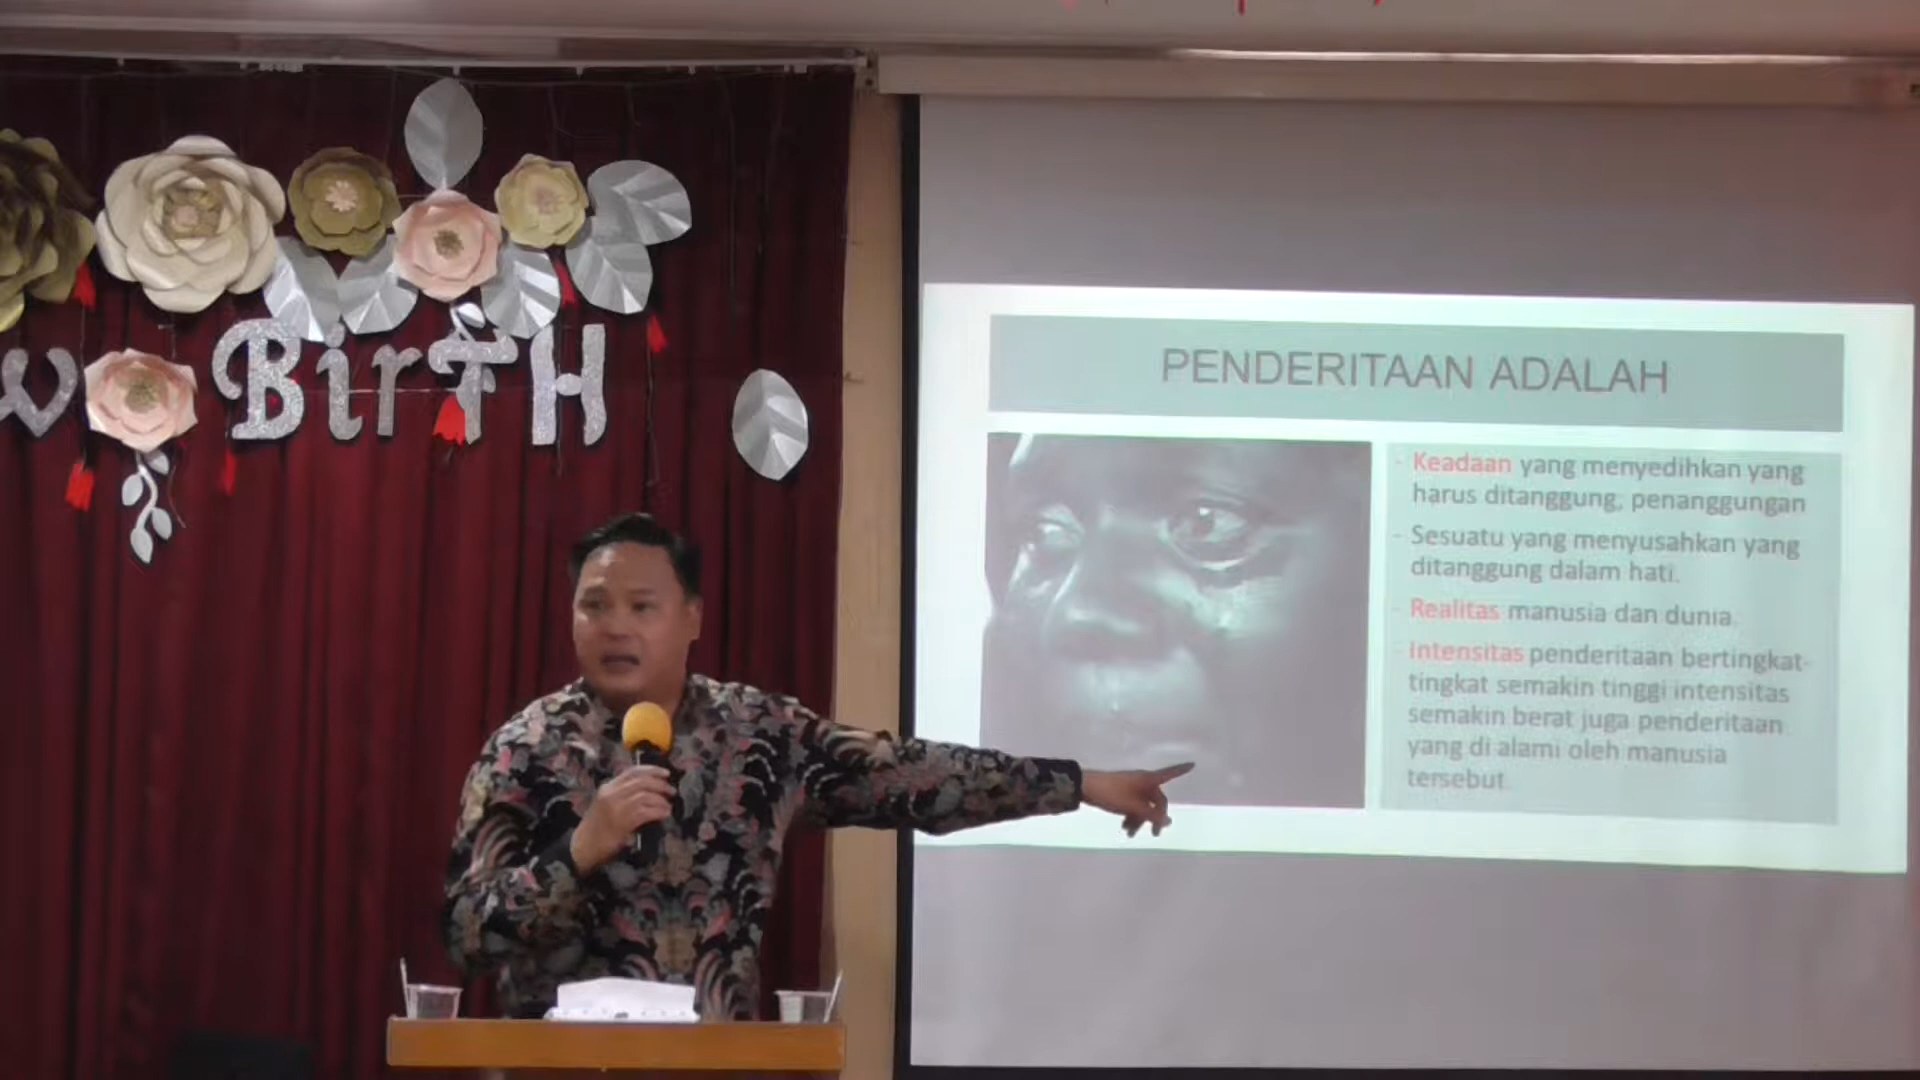 w BirTH
PENDERITAAN ADALAH
- Keadaan yang menyedihkan yang
harus ditanggung, penanggungan
- Sesuatu yang menyusahkan yang
ditanggung dalam hati.
- Realitas manusia dan dunia.
- Intensitas penderitaan bertingkat-
tingkat semakin tinggi intensitas
semakin berat juga penderitaan
yang di alami oleh manusia
tersebut.